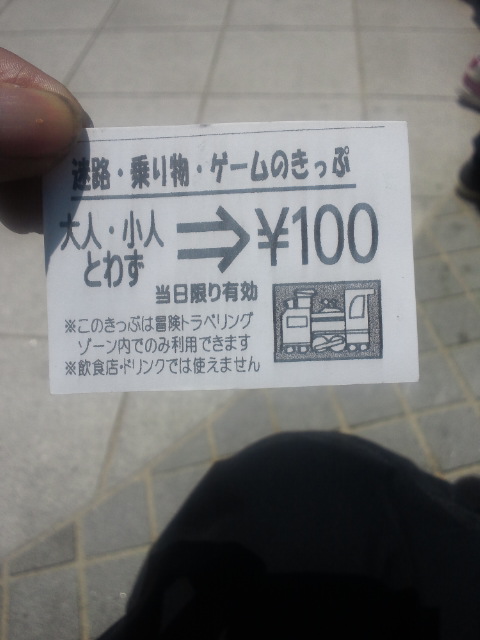 迷路・乗り物・ゲームのきっぷ
大人・小人
とわず
⇒¥100
当日限り有効
※このきっぷは冒険トラベリング
ゾーン内でのみ利用できます
※飲食店・ドリンクでは使えません